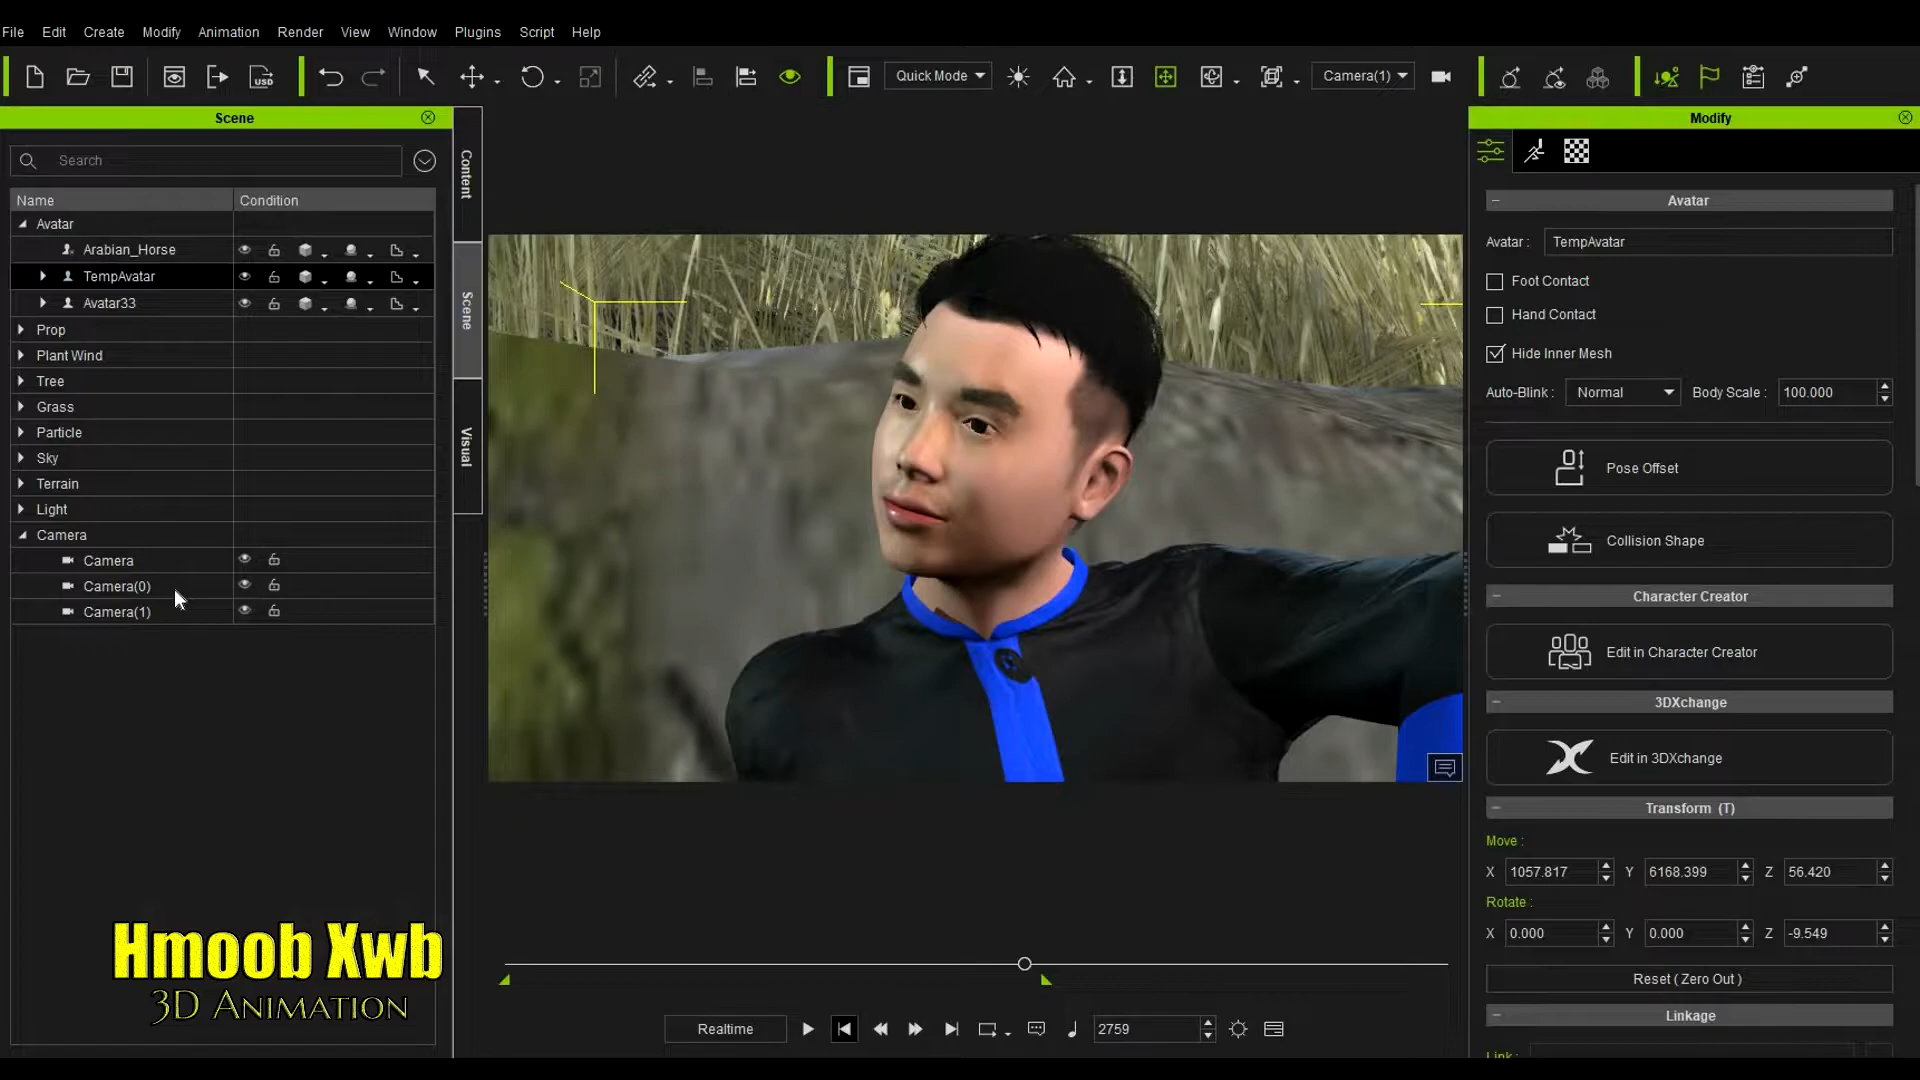 File Edit Create Modify Animation Render View Window Plugins Script Help
USD Quick Mode Camera(1)
Scene
Search
Name Condition
Avatar
Arabian_Horse
TempAvatar
Avatar33
Prop
Plant Wind
Tree
Grass
Particle
Sky
Terrain
Light
Camera
Camera
Camera(0)
Camera(1)
Hmoob Xwb
3D Animation
Content
Scene
Visual
Realtime 2759
Modify
Avatar
Avatar : TempAvatar
Foot Contact
Hand Contact
Hide Inner Mesh
Auto-Blink : Normal Body Scale : 100.000
Pose Offset
Collision Shape
Character Creator
Edit in Character Creator
3DXchange
Edit in 3DXchange
Transform (T)
Move :
X 1057.817 Y 6168.399 Z 56.420
Rotate :
X 0.000 Y 0.000 Z -9.549
Reset ( Zero Out )
Linkage
Link :